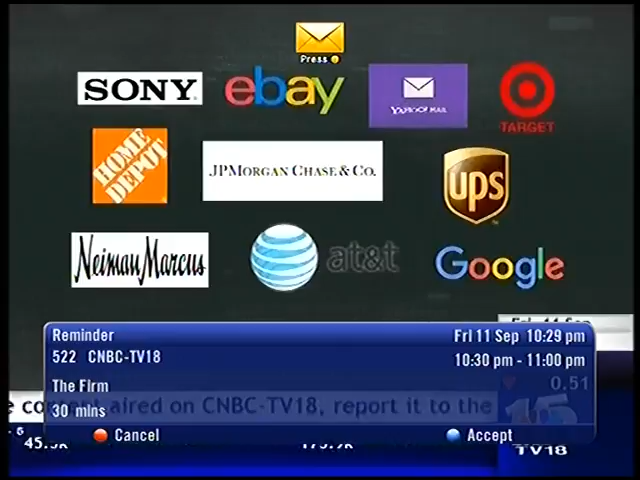 Press
SONY
ebay
YAHOO! MAIL
TARGET
THE HOME DEPOT
JPMORGAN CHASE & CO.
ups
Neiman Marcus
at&t
Google
Reminder
Fri 11 Sep 10:29 pm
522 CNBC-TV18
10:30 pm - 11:00 pm
The Firm
0.51
30 mins
aired on CNBC-TV18, report it to the
Cancel
Accept
TV18